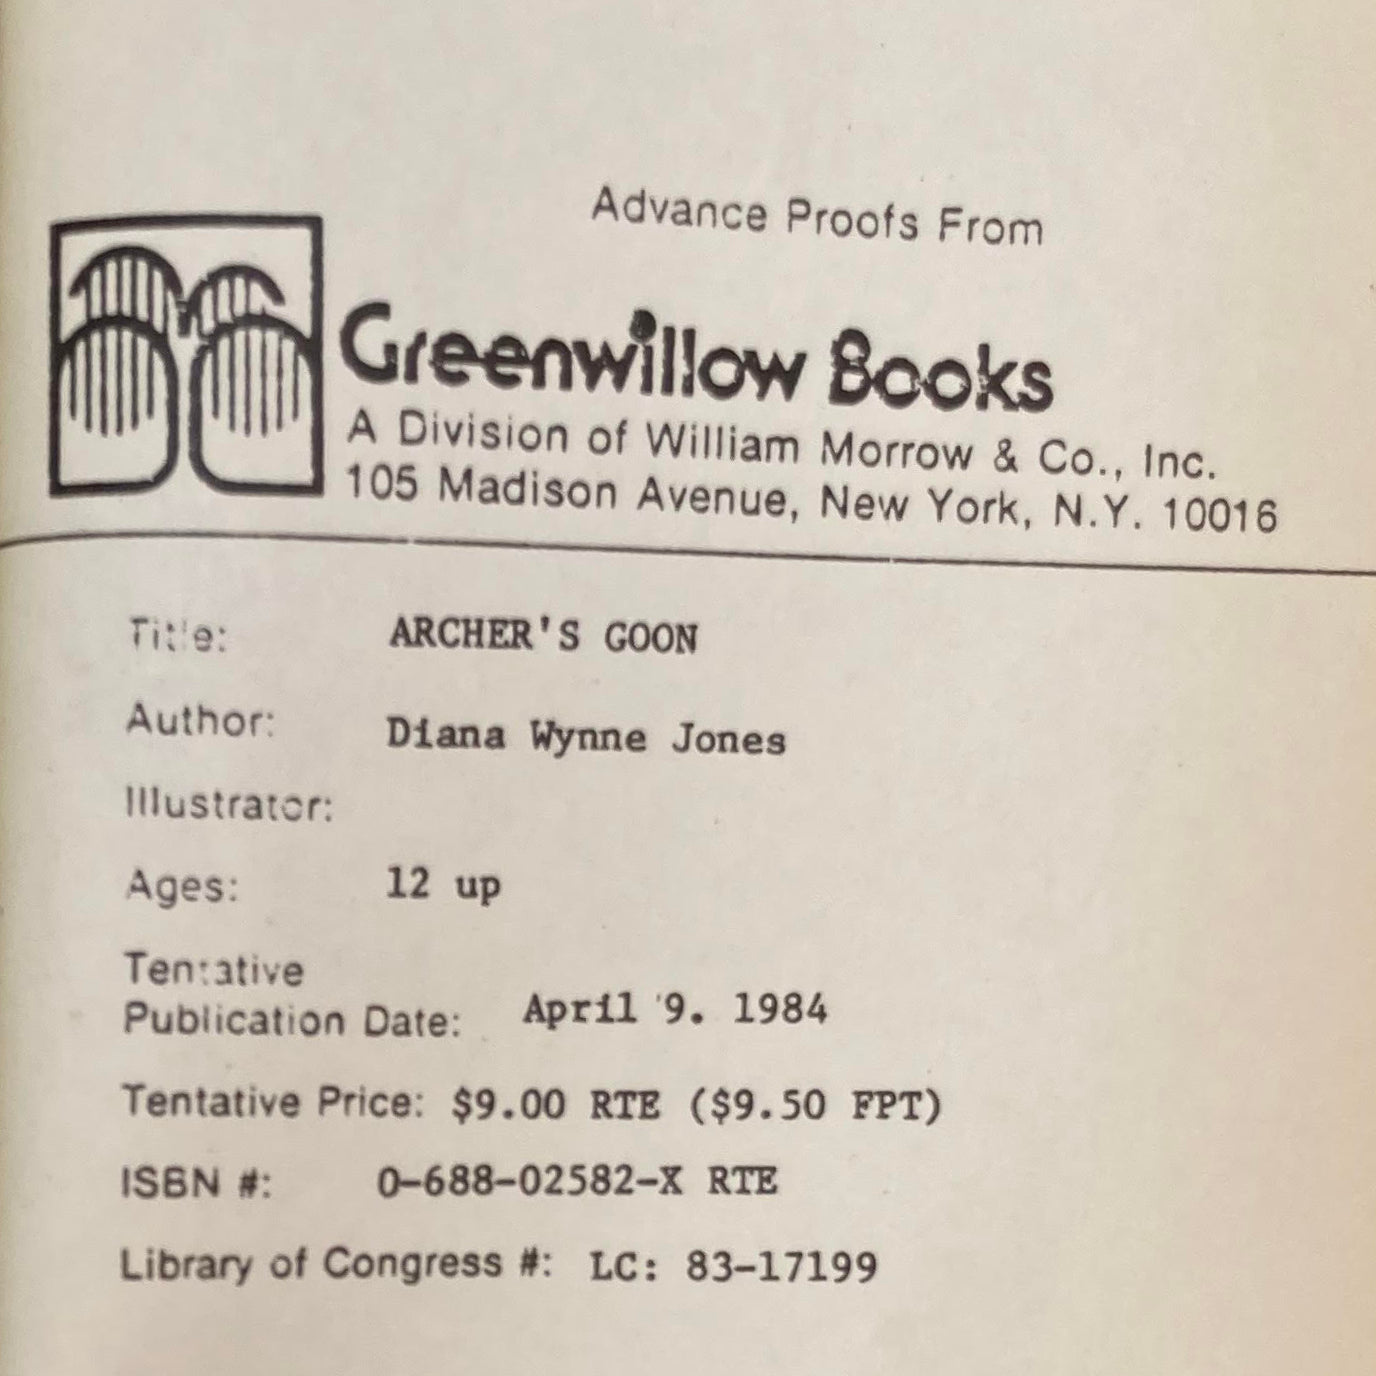 Advance Proofs From
Greenwillow Books
A Division of William Morrow & Co., Inc.
105 Madison Avenue, New York, N.Y. 10016
Title: ARCHER'S GOON
Author: Diana Wynne Jones
Illustrator:
Ages: 12 up
Tentative
Publication Date: April 9. 1984
Tentative Price: $9.00 RTE ($9.50 FPT)
ISBN #: 0-688-02582-X RTE
Library of Congress #: LC: 83-17199